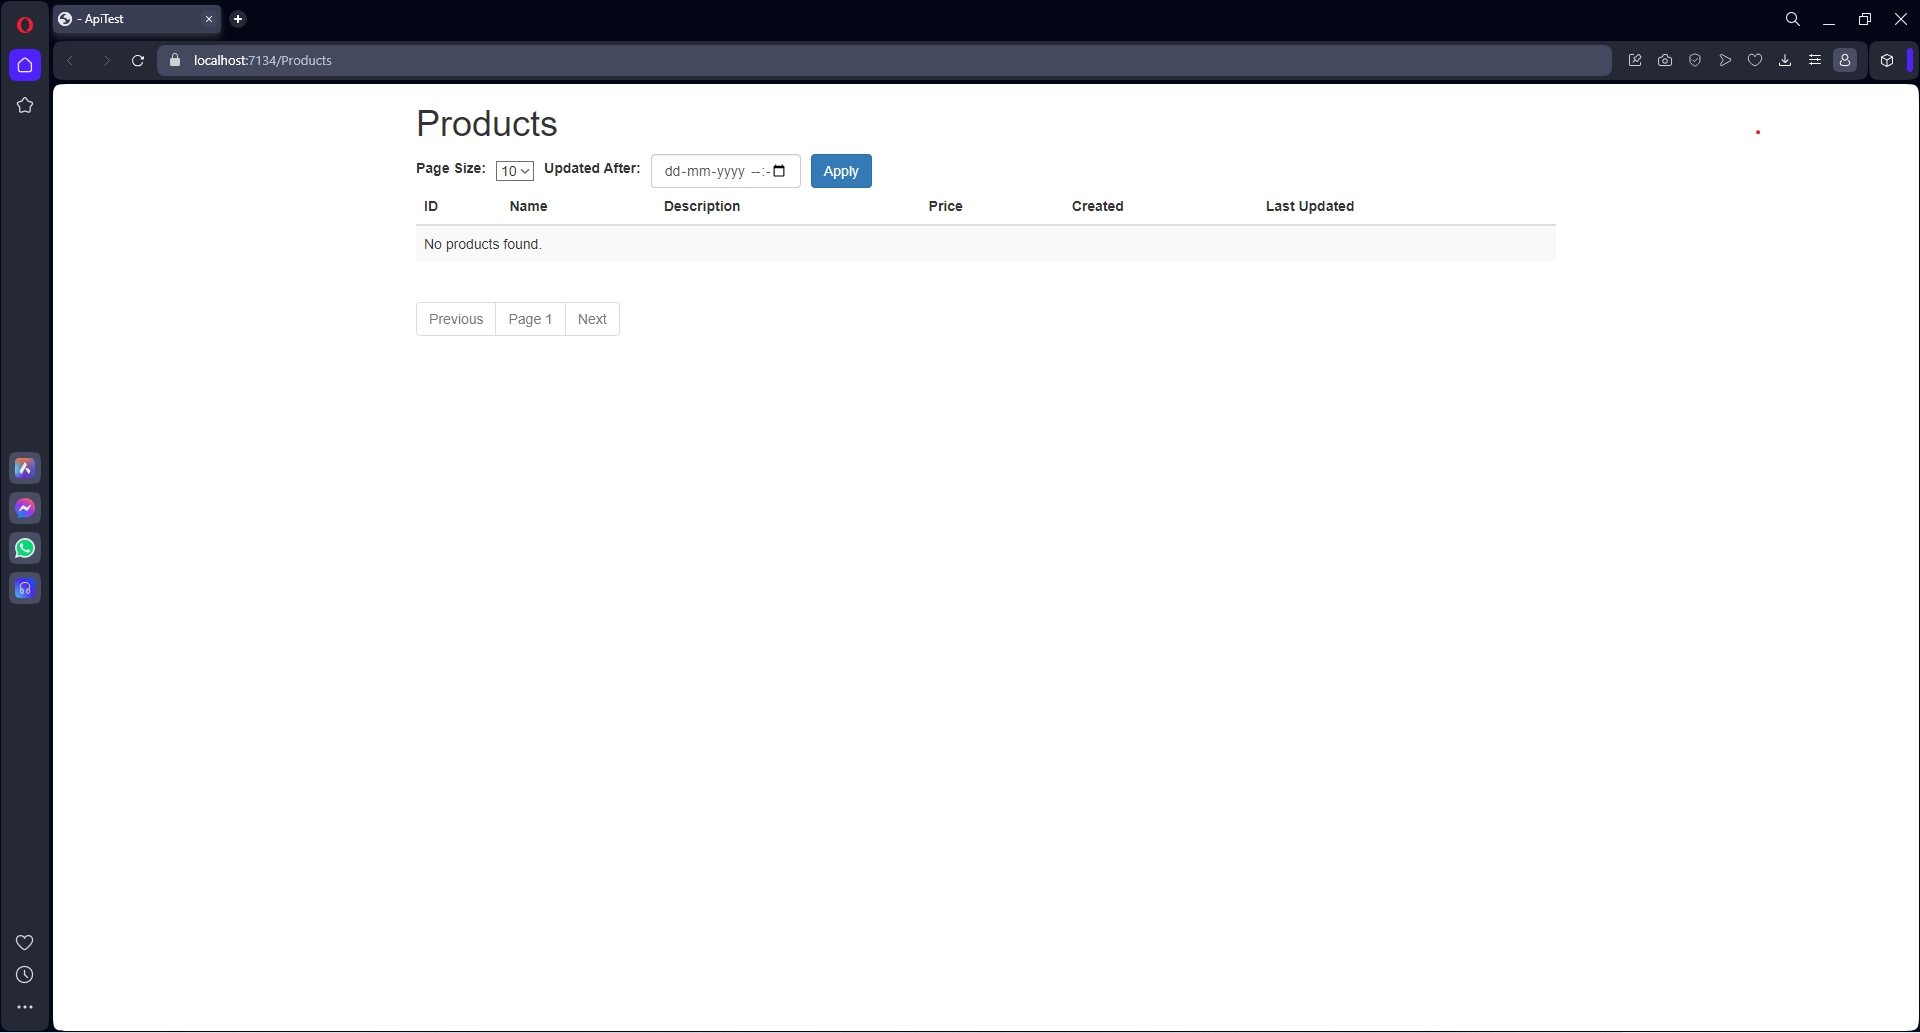 - ApiTest
localhost:7134/Products
Products
Page Size: 10 Updated After: dd-mm-yyyy --:-- Apply
ID Name Description Price Created Last Updated
No products found.
Previous Page 1 Next